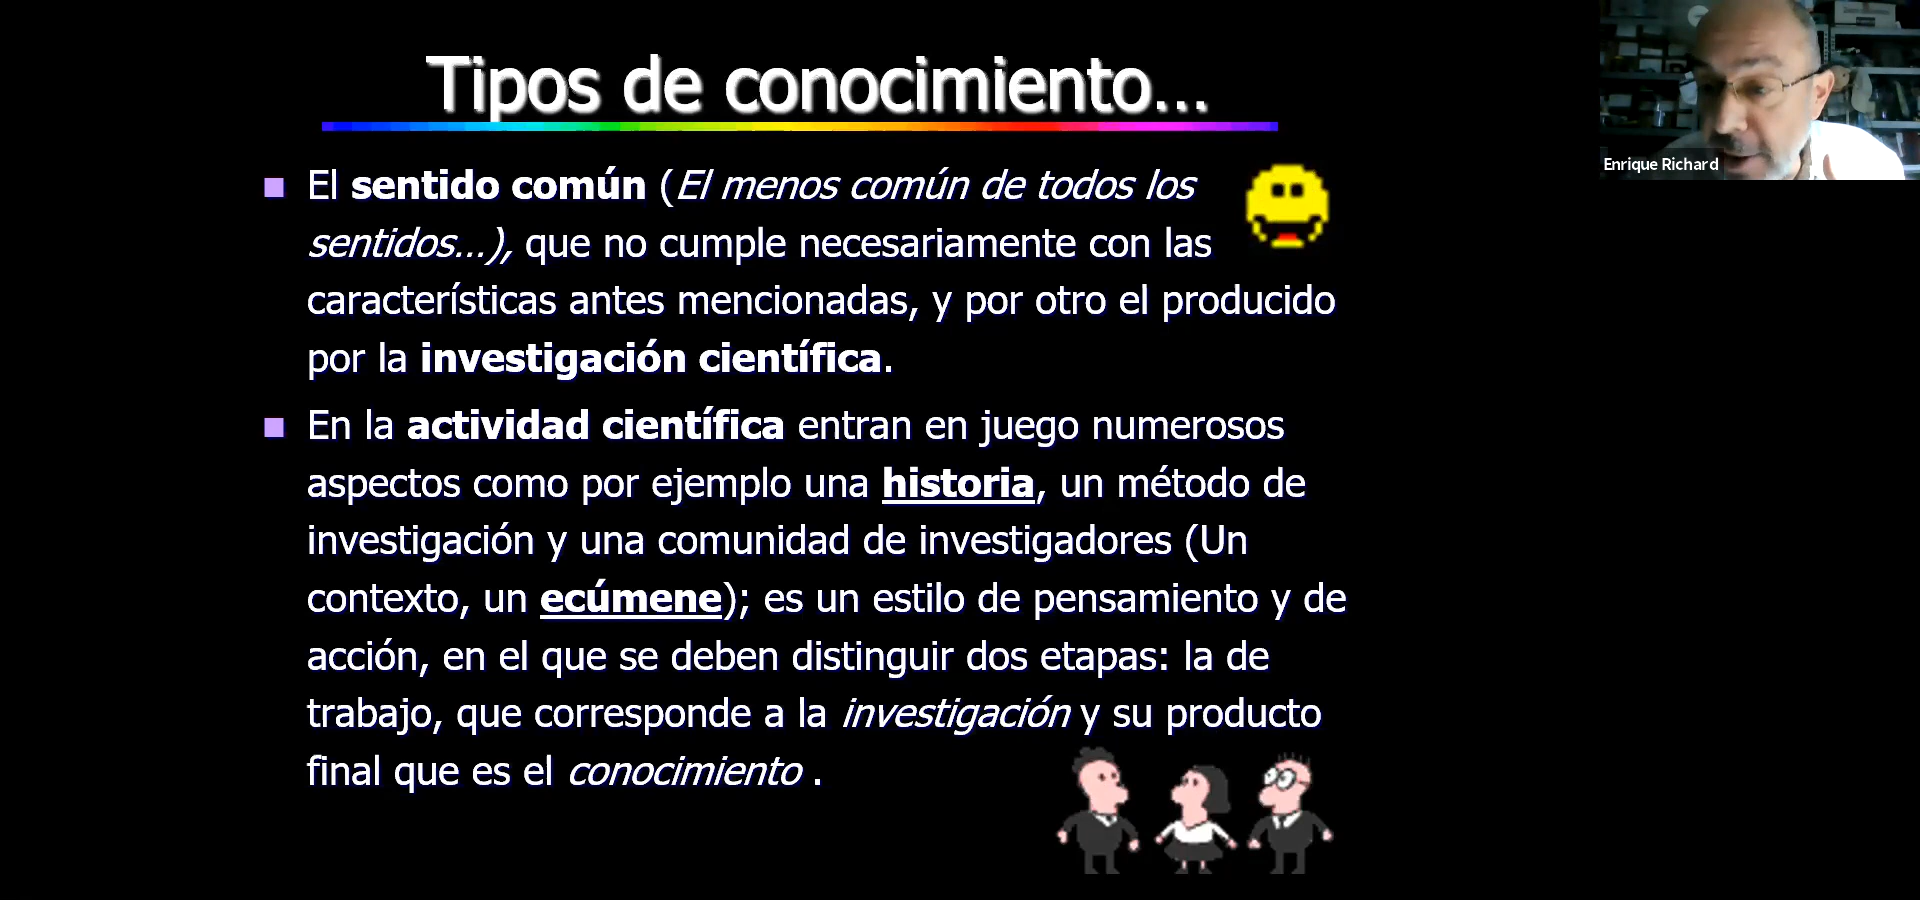 Tipos de conocimiento...
El sentido común (El menos común de todos los
sentidos...), que no cumple necesariamente con las
características antes mencionadas, y por otro el producido
por la investigación científica.
En la actividad científica entran en juego numerosos
aspectos como por ejemplo una historia, un método de
investigación y una comunidad de investigadores (Un
contexto, un ecúmene); es un estilo de pensamiento y de
acción, en el que se deben distinguir dos etapas: la de
trabajo, que corresponde a la investigación y su producto
final que es el conocimiento .
Enrique Richard